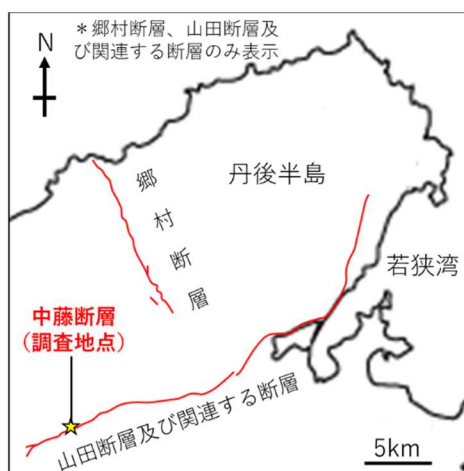 N
＊郷村断層、山田断層及
び関連する断層のみ表示
丹後半島
郷村断層
若狭湾
中藤断層
（調査地点）
山田断層及び関連する断層
5km